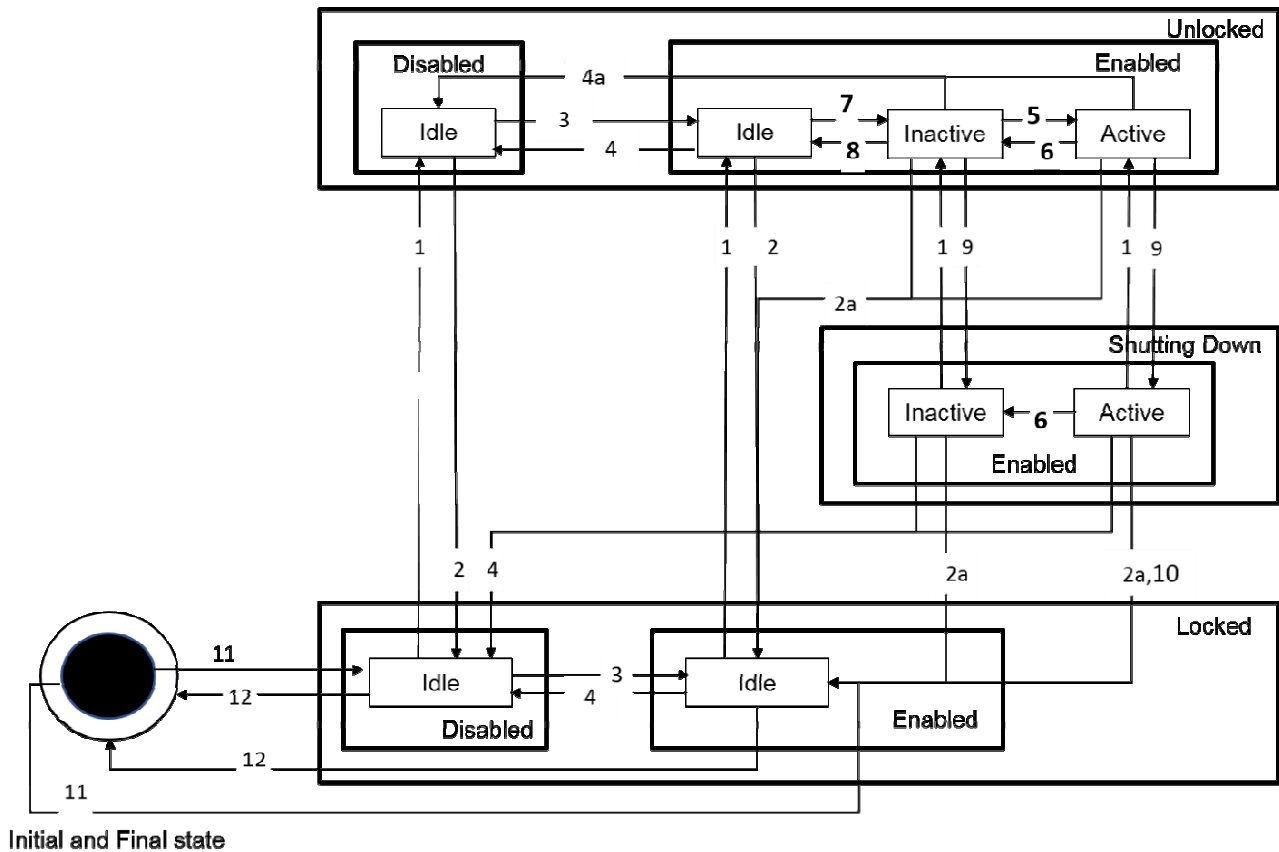 Unlocked
Disabled
Enabled
4a
7
5
3
Idle
Idle
Inactive
Active
4
8
6
1
1
2
1
9
1
9
2a
Shutting Down
Inactive
6
Active
Enabled
2
4
2a
2a,10
Locked
11
3
Idle
Idle
12
4
Enabled
Disabled
12
11
Initial and Final state